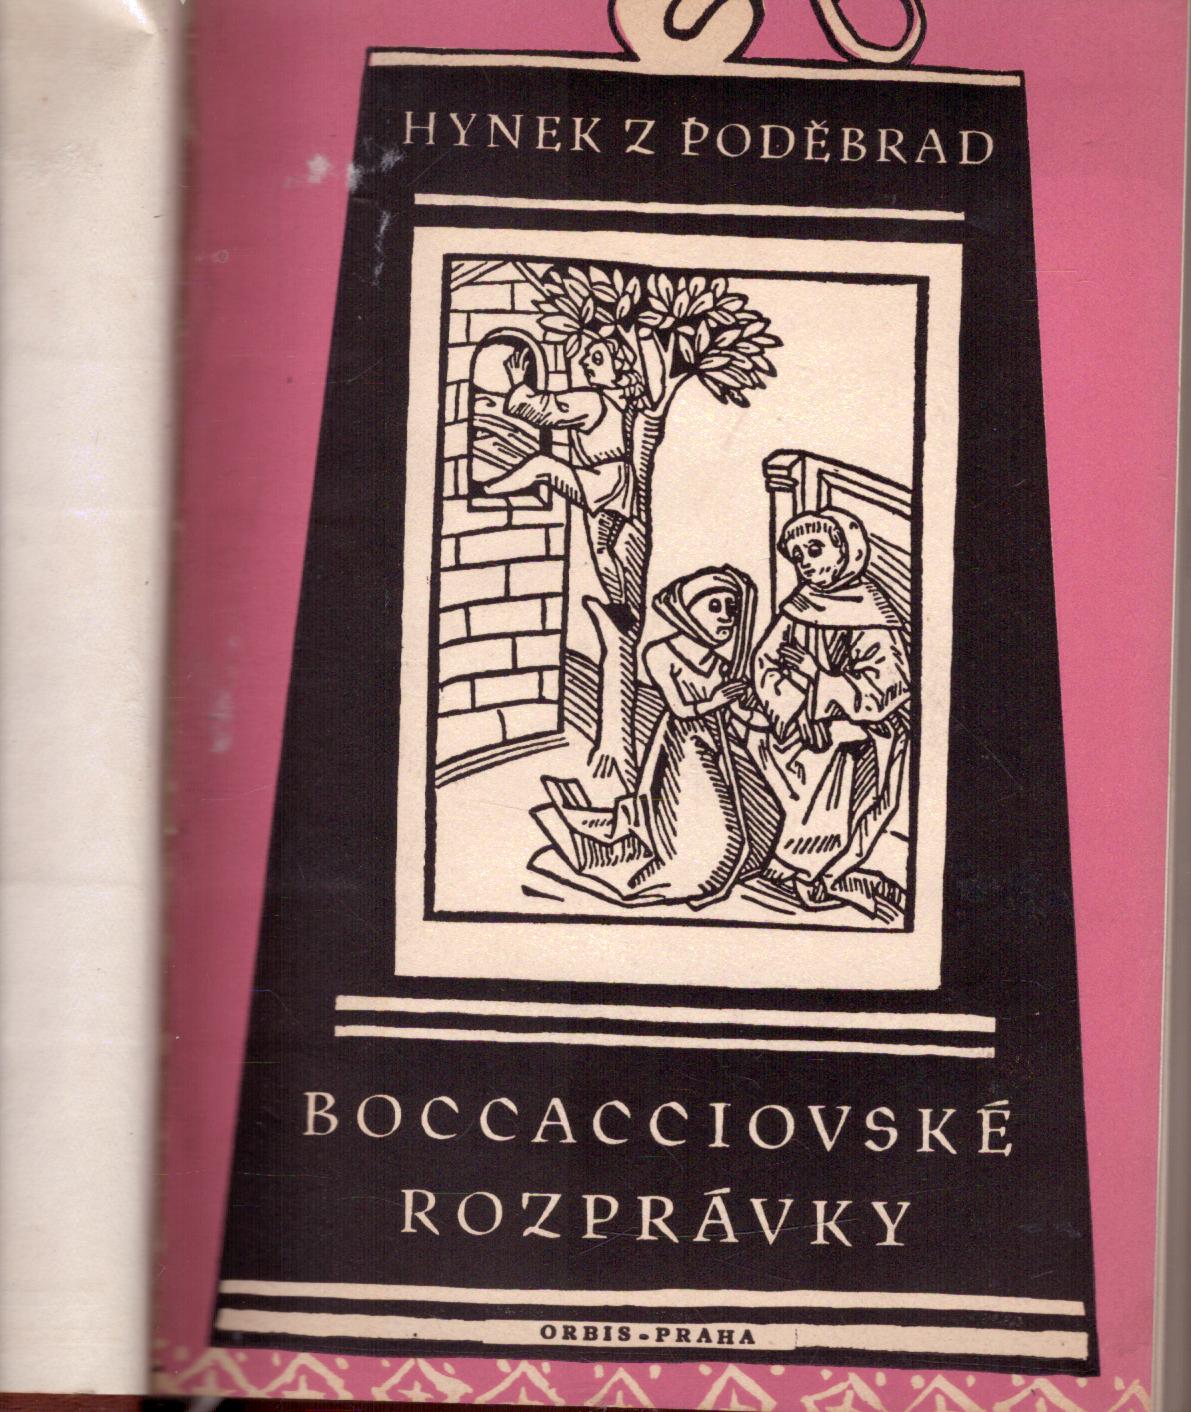 HYNEK Z PODĚBRAD
BOCCACCIOVSKÉ
ROZPRÁVKY
ORBIS-PRAHA